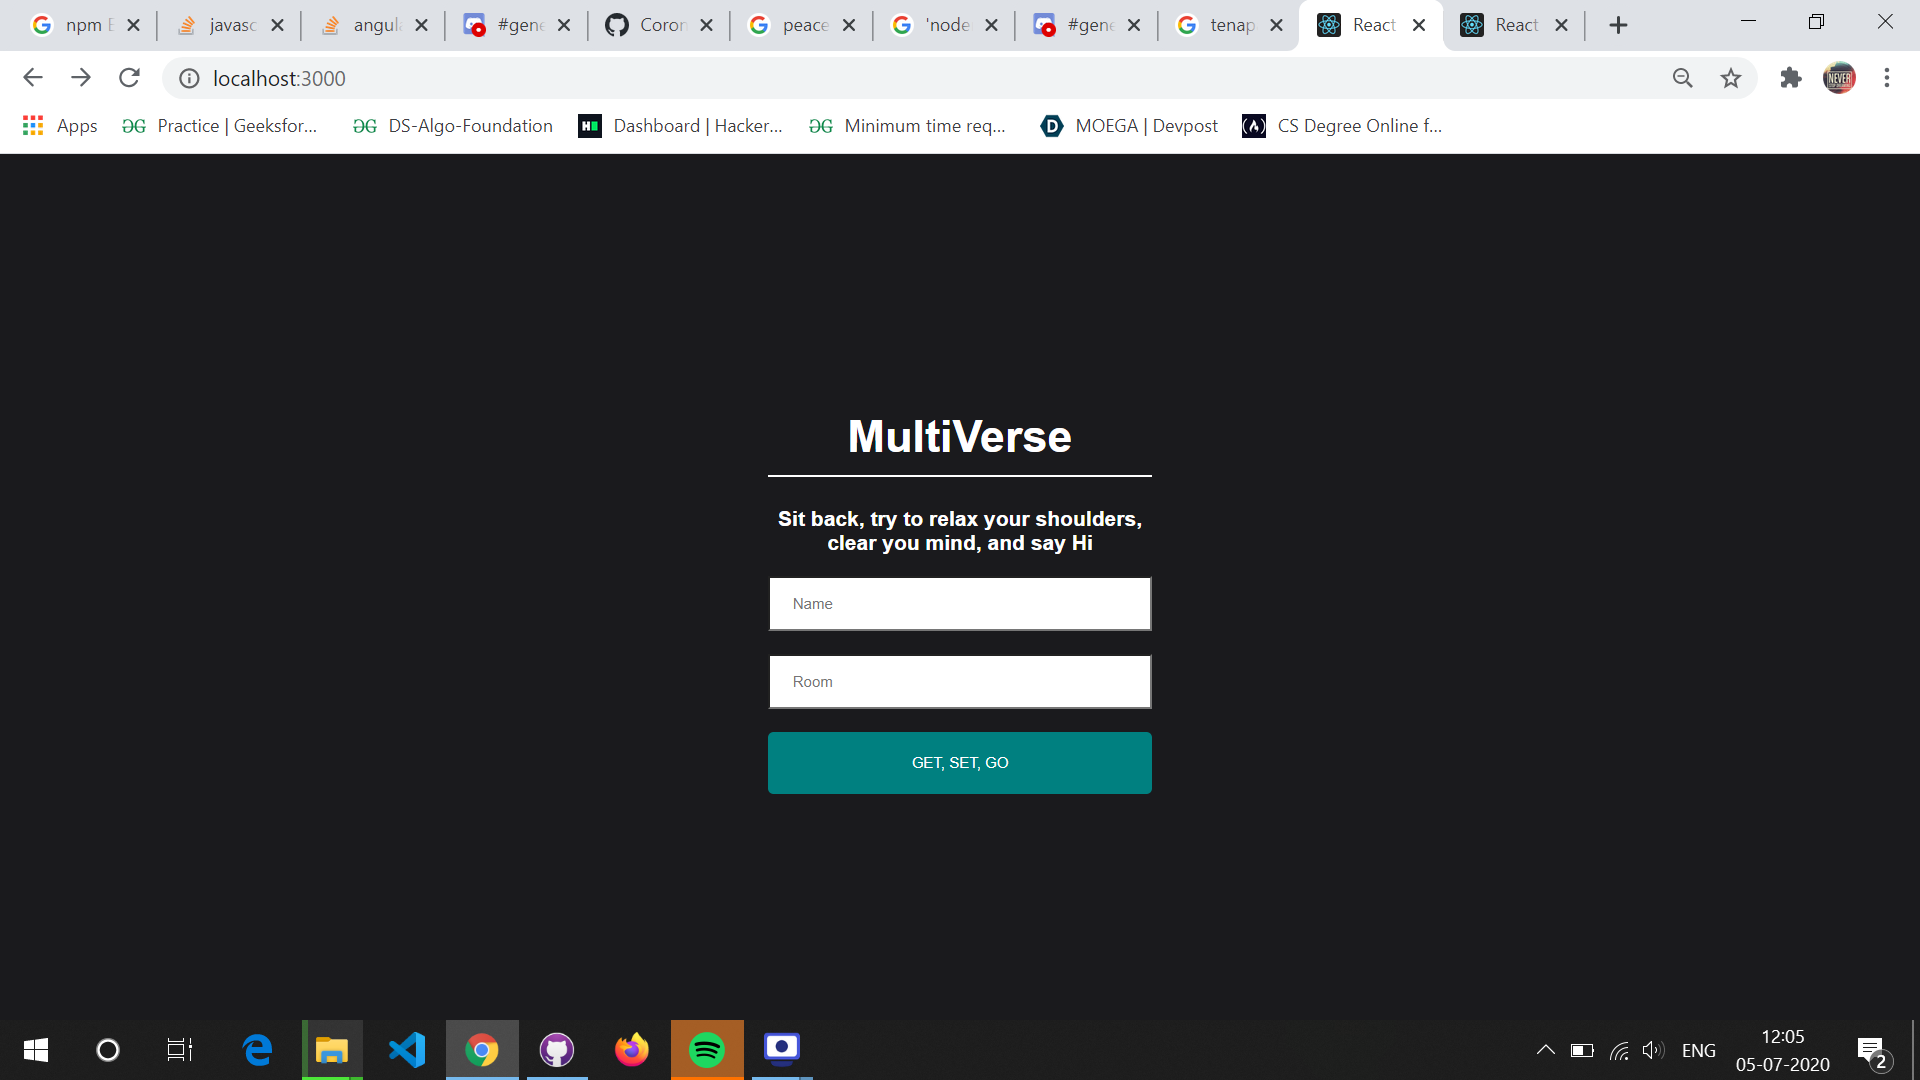 npm E
javasc
angula
#gene
Coron
peace
'node
#gene
tenap
React
React
localhost:3000
NEVER
Apps
Practice | Geeksfor...
DS-Algo-Foundation
Dashboard | Hacker...
Minimum time req...
MOEGA | Devpost
CS Degree Online f...
MultiVerse
Sit back, try to relax your shoulders,
clear you mind, and say Hi
Name
Room
GET, SET, GO
ENG
12:05
05-07-2020
2